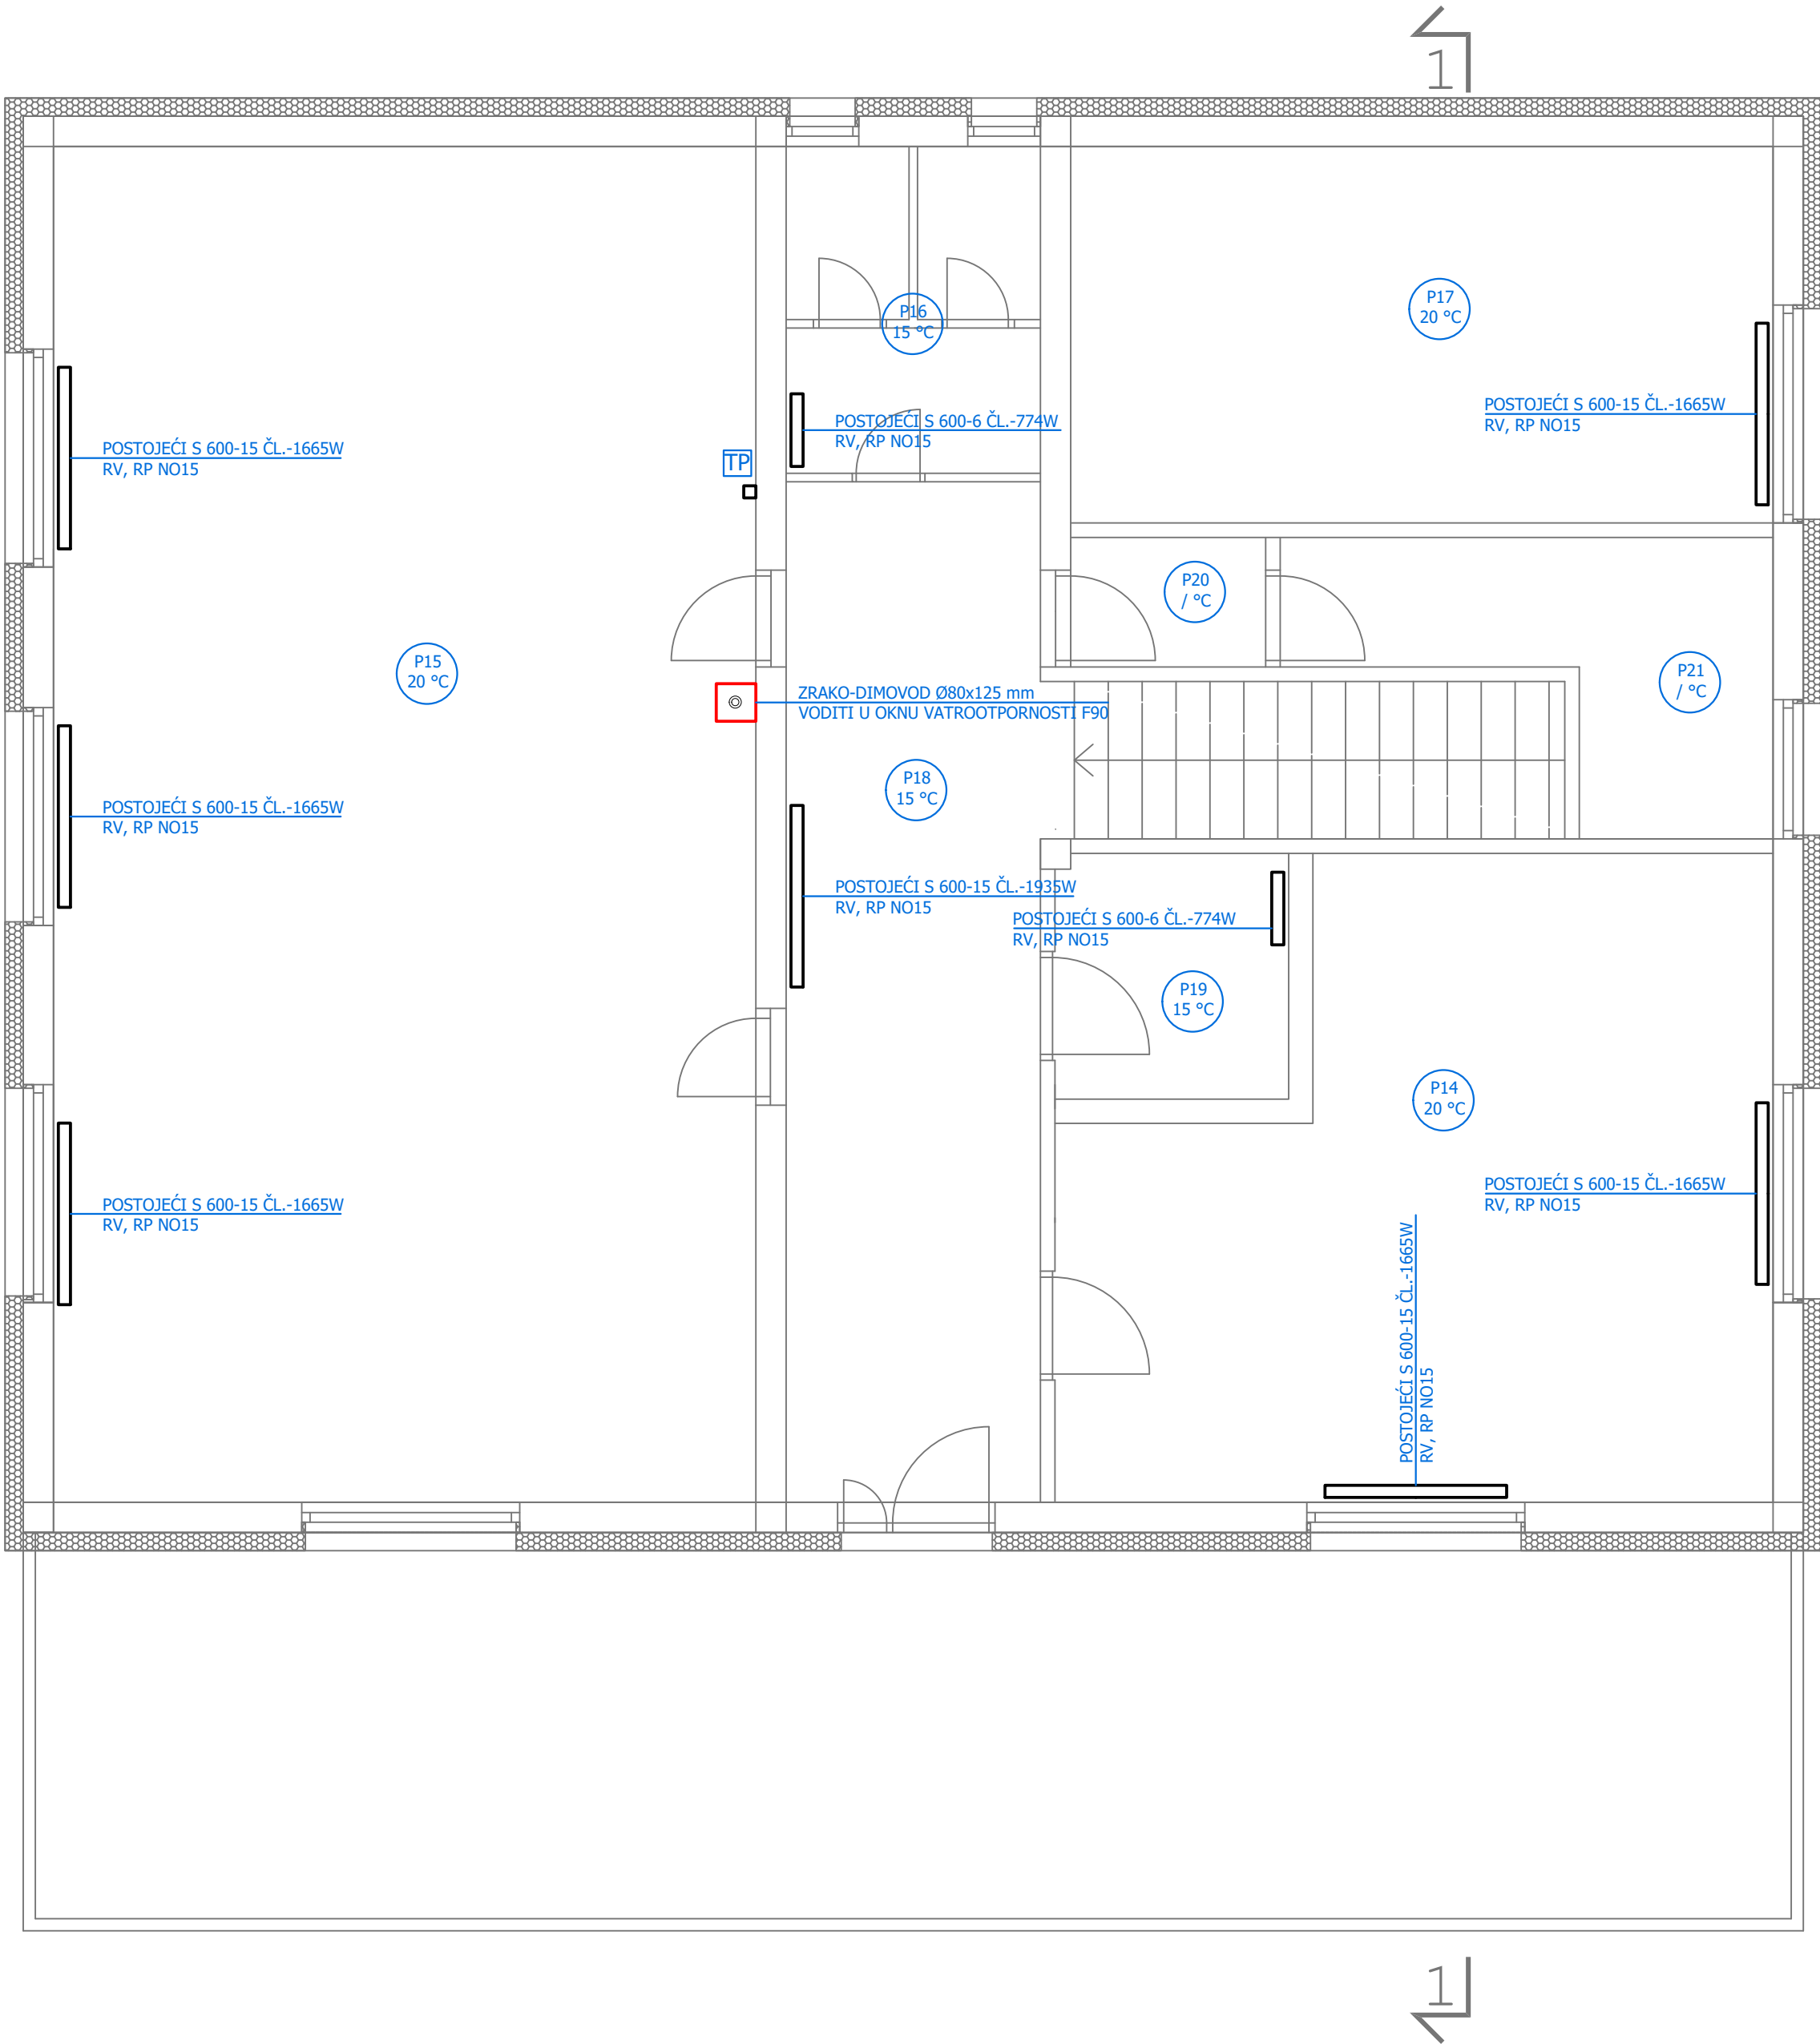 1
P16
15 °C
P17
20 °C
POSTOJEĆI S 600-15 ČL.-1665W
RV, RP NO15
POSTOJEĆI S 600-6 ČL.-774W
RV, RP NO15
POSTOJEĆI S 600-15 ČL.-1665W
RV, RP NO15
TP
P20
/ °C
P15
20 °C
P21
/ °C
ZRAKO-DIMOVOD Ø80x125 mm
VODITI U OKNU VATROOTPORNOSTI F90
P18
15 °C
POSTOJEĆI S 600-15 ČL.-1665W
RV, RP NO15
POSTOJEĆI S 600-15 ČL.-1935W
RV, RP NO15
POSTOJEĆI S 600-6 ČL.-774W
RV, RP NO15
P19
15 °C
P14
20 °C
POSTOJEĆI S 600-15 ČL.-1665W
RV, RP NO15
POSTOJEĆI S 600-15 ČL.-1665W
RV, RP NO15
POSTOJEĆI S 600-15 ČL.-1665W
RV, RP NO15
1